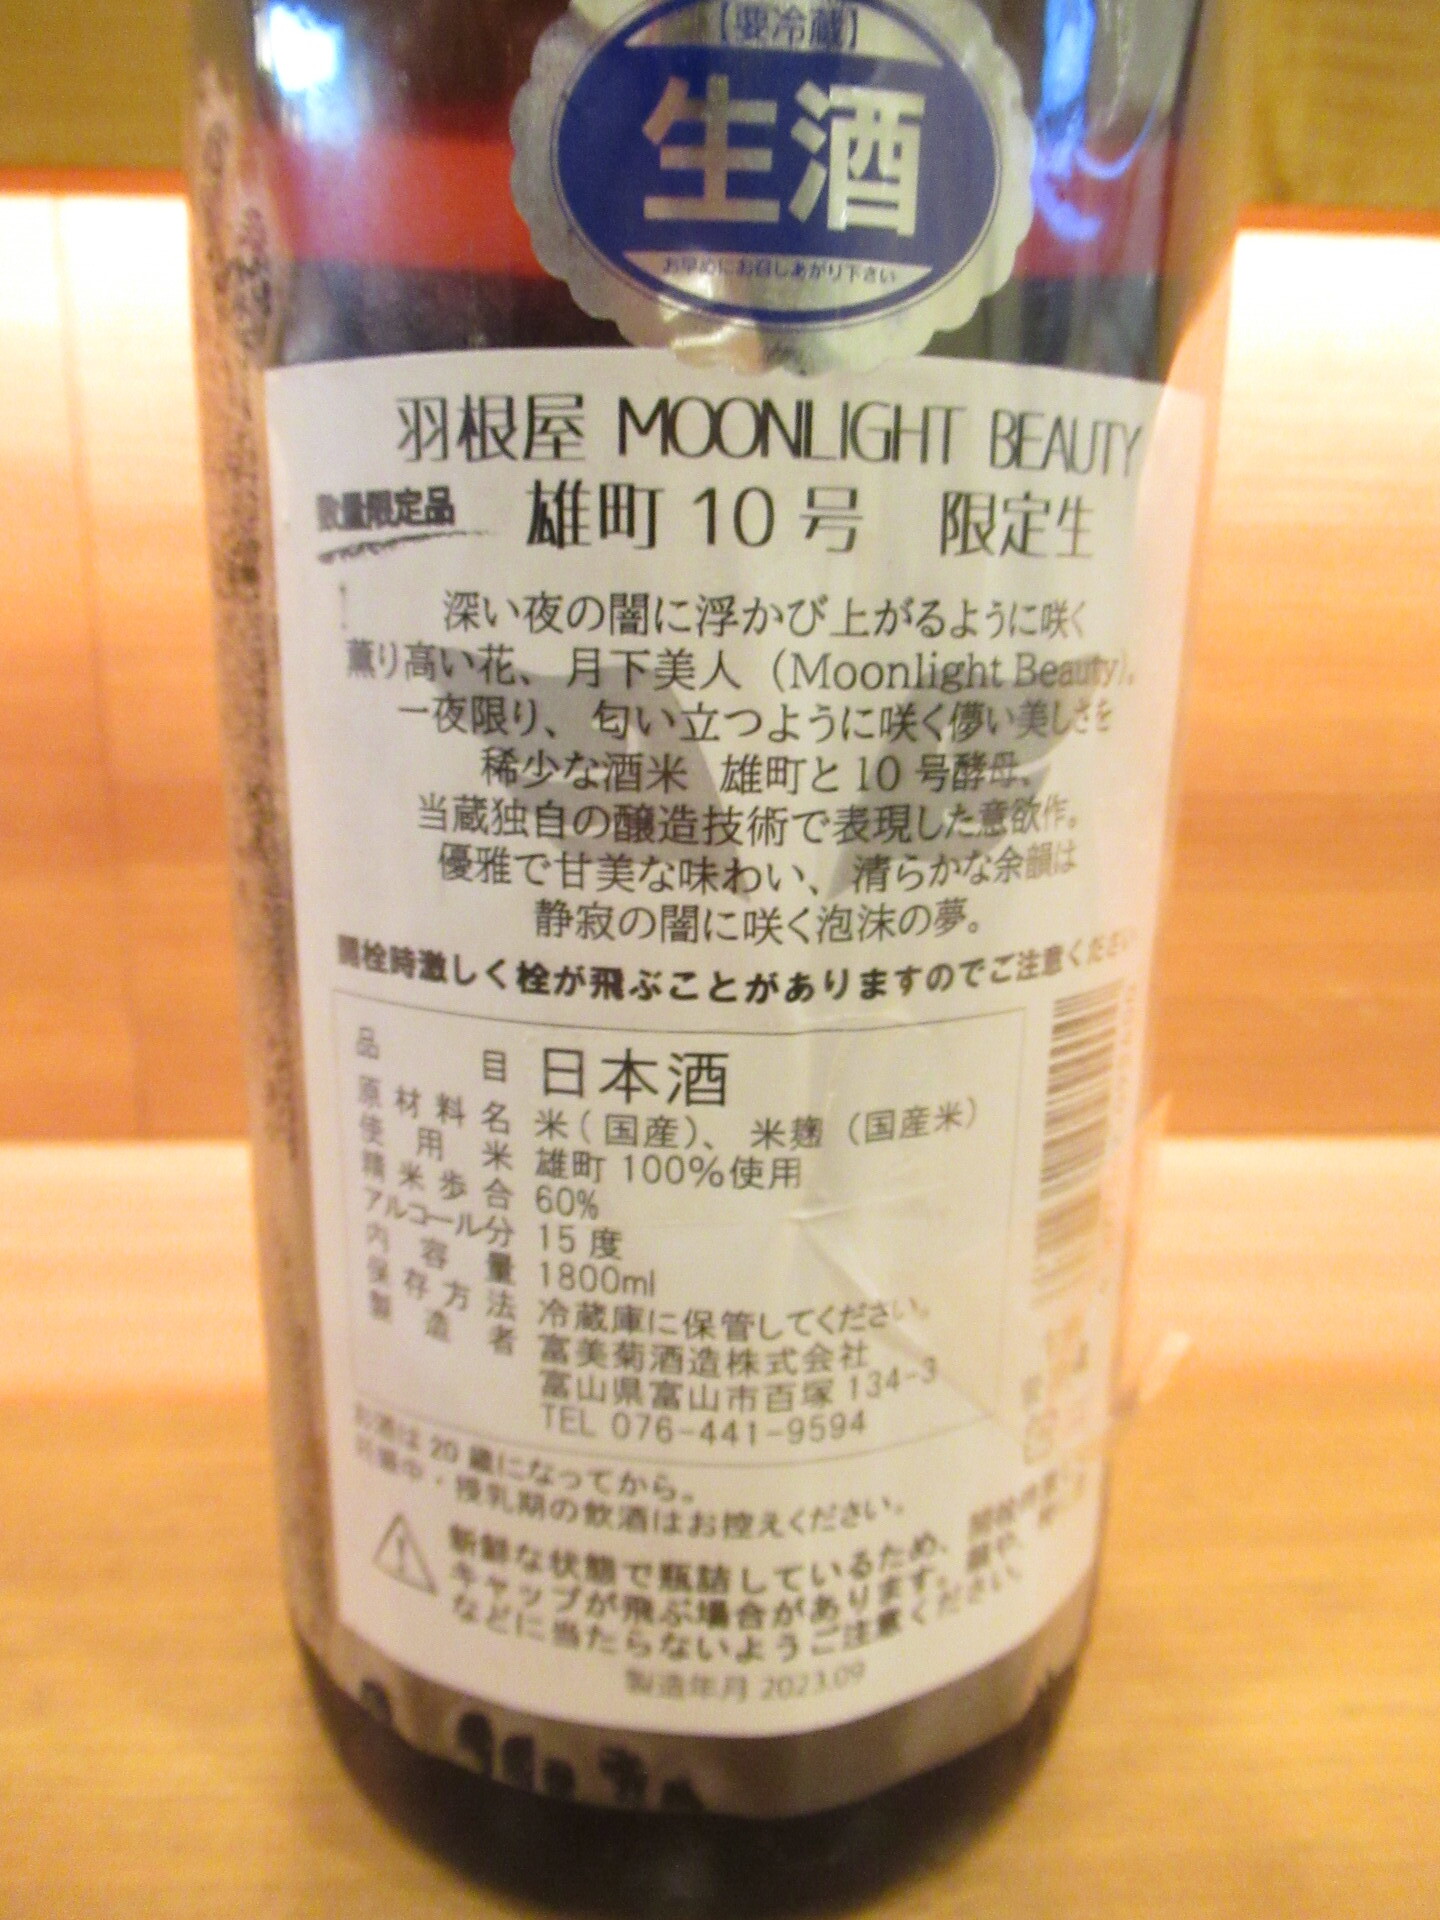 【要冷蔵】
生酒
お早めにお召しあがり下さい
羽根屋 MOONLIGHT BEAUTY
数量限定品 雄町 10 号 限定生
深い夜の闇に浮かび上がるように咲く
薫り高い花、月下美人（Moonlight Beauty）。
一夜限り、匂い立つように咲く儚い美しさを
稀少な酒米 雄町と 10 号酵母、
当蔵独自の醸造技術で表現した意欲作。
優雅で甘美な味わい、清らかな余韻は
静寂の闇に咲く泡沫の夢。
開栓時激しく栓が飛ぶことがありますのでご注意ください
品目 日本酒
原材料名 米（国産）、米麹（国産米）
使用米 雄町 100%使用
精米歩合 60%
アルコール分 15 度
内容量 1800ml
保存方法 冷蔵庫に保管してください。
製造者 富美菊酒造株式会社
富山県富山市百塚 134-3
TEL 076-441-9594
お酒は 20 歳になってから。
妊娠中・授乳期の飲酒はお控えください。
新鮮な状態で瓶詰しているため、開栓時
キャップが飛ぶ場合があります。顔や、
などに当たらないようご注意ください。
製造年月 2023.09